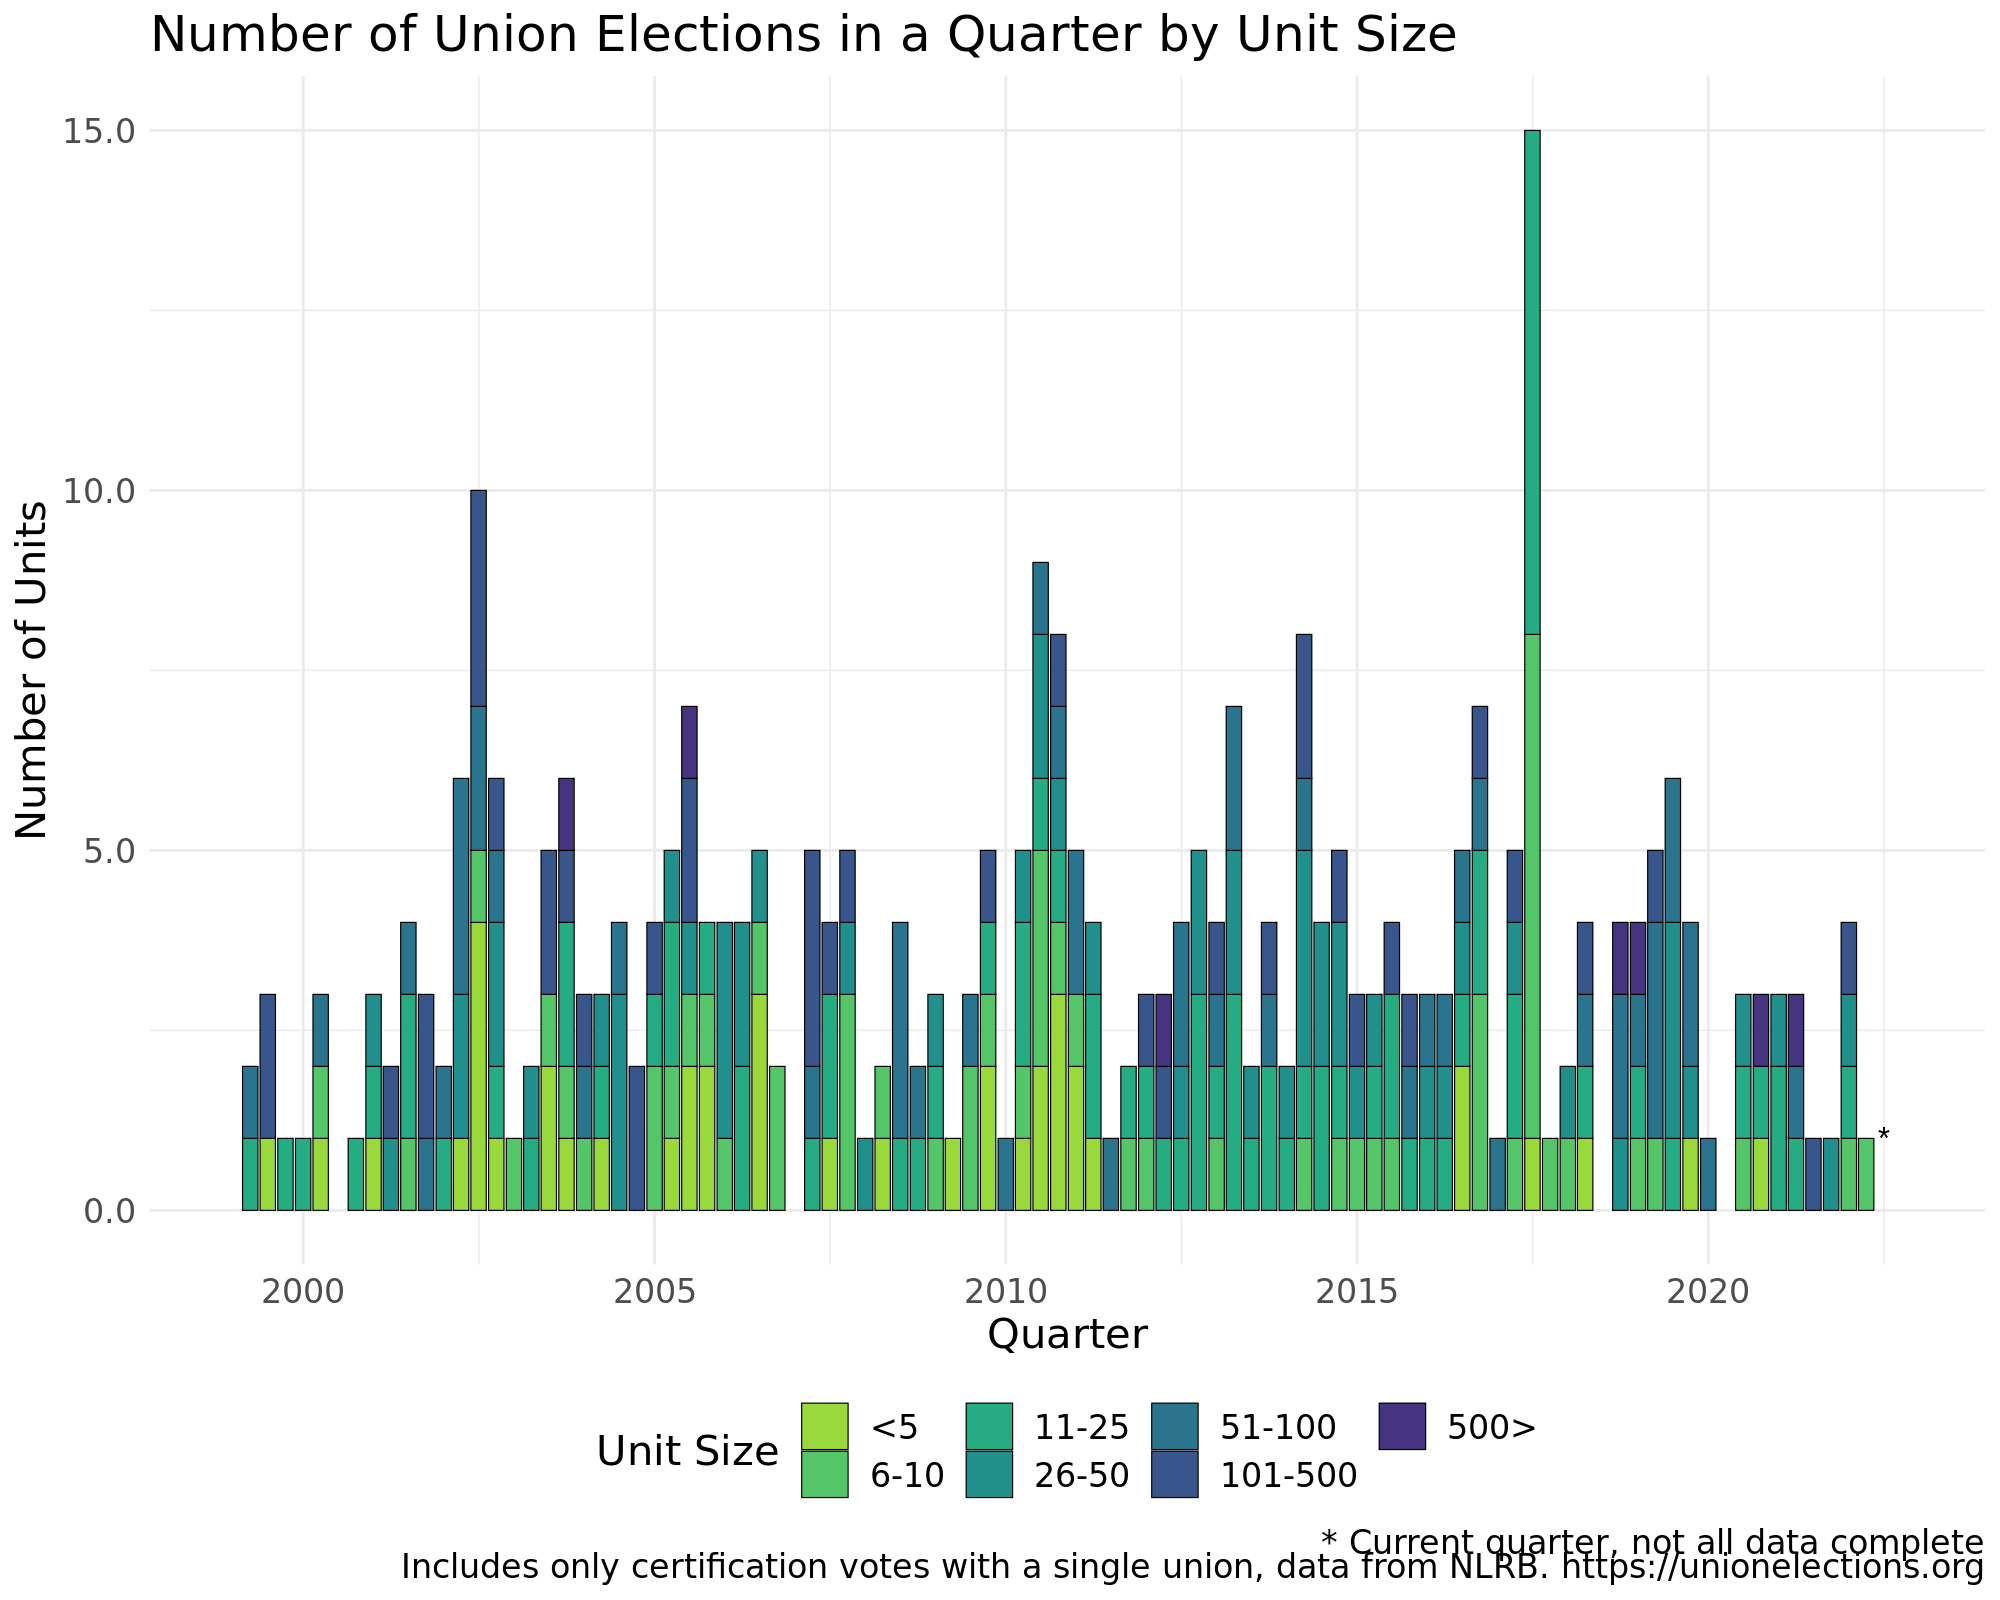 Number of Union Elections in a Quarter by Unit Size
15.0
10.0
5.0
0.0
Number of Units
*
2000 2005 2010 2015 2020
Quarter
Unit Size
<5 11-25 51-100 500>
6-10 26-50 101-500
* Current quarter, not all data complete
Includes only certification votes with a single union, data from NLRB. https://unionelections.org